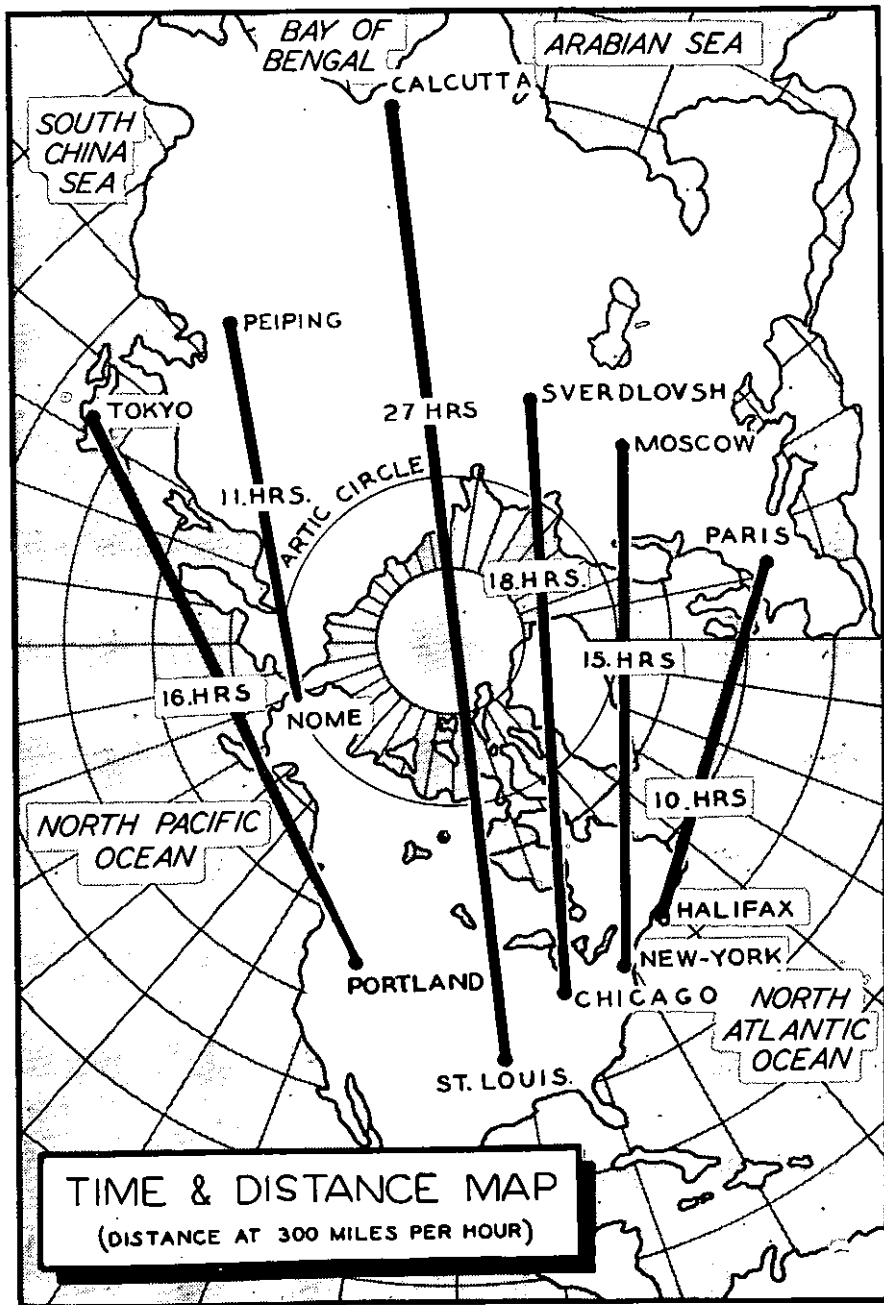 BAY OF
BENGAL
ARABIAN SEA
CALCUTTA
SOUTH
CHINA
SEA
PEIPING
TOKYO
27 HRS
SVERDLOVSH
MOSCOW
11.HRS.
ARTIC CIRCLE
PARIS
18.HRS.
15.HRS
16.HRS
NOME
10.HRS
NORTH PACIFIC
OCEAN
HALIFAX
NEW-YORK
PORTLAND
CHICAGO
NORTH
ATLANTIC
OCEAN
ST. LOUIS.
TIME & DISTANCE MAP
(DISTANCE AT 300 MILES PER HOUR)